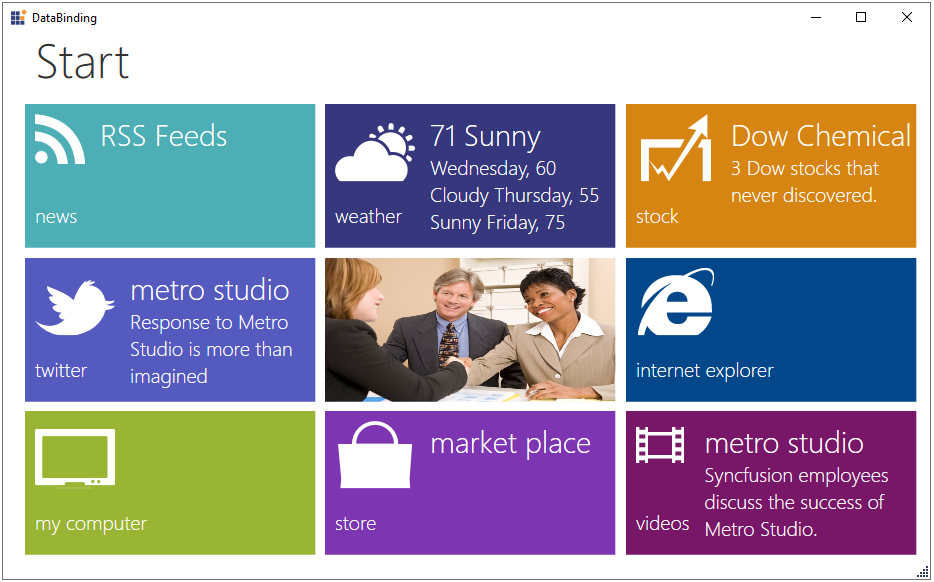 DataBinding
Start
RSS Feeds
news
71 Sunny
Wednesday, 60
Cloudy Thursday, 55
Sunny Friday, 75
weather
Dow Chemical
3 Dow stocks that
never discovered.
stock
metro studio
Response to Metro
Studio is more than
imagined
twitter
internet explorer
my computer
market place
store
metro studio
Syncfusion employees
discuss the success of
Metro Studio.
videos